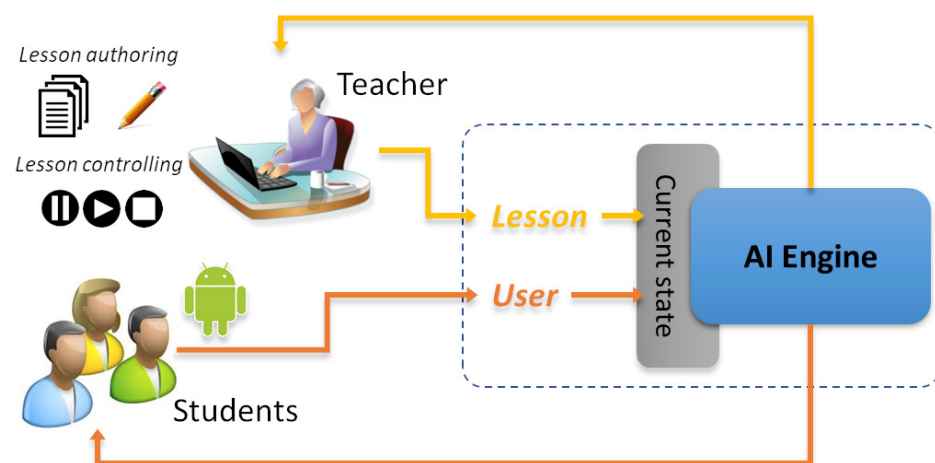 Lesson authoring
Teacher
Lesson controlling
Lesson
User
Current state
AI Engine
Students